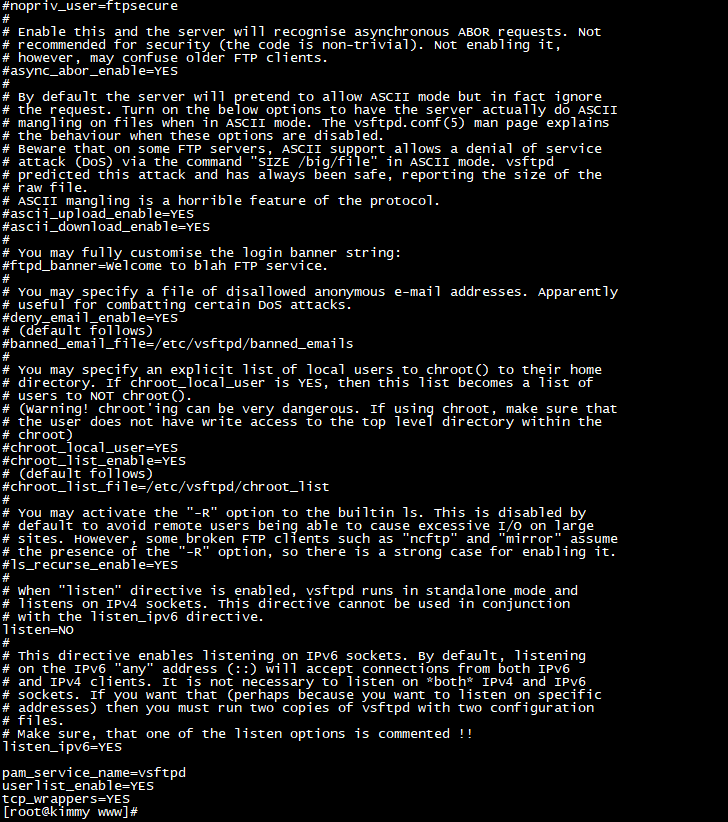 #nopriv_user=ftpsecure
#
# Enable this and the server will recognise asynchronous ABOR requests. Not
# recommended for security (the code is non-trivial). Not enabling it,
# however, may confuse older FTP clients.
#async_abor_enable=YES
#
# By default the server will pretend to allow ASCII mode but in fact ignore
# the request. Turn on the below options to have the server actually do ASCII
# mangling on files when in ASCII mode. The vsftpd.conf(5) man page explains
# the behaviour when these options are disabled.
# Beware that on some FTP servers, ASCII support allows a denial of service
# attack (DoS) via the command "SIZE /big/file" in ASCII mode. vsftpd
# predicted this attack and has always been safe, reporting the size of the
# raw file.
# ASCII mangling is a horrible feature of the protocol.
#ascii_upload_enable=YES
#ascii_download_enable=YES
#
# You may fully customise the login banner string:
#ftpd_banner=Welcome to blah FTP service.
#
# You may specify a file of disallowed anonymous e-mail addresses. Apparently
# useful for combatting certain DoS attacks.
#deny_email_enable=YES
# (default follows)
#banned_email_file=/etc/vsftpd/banned_emails
#
# You may specify an explicit list of local users to chroot() to their home
# directory. If chroot_local_user is YES, then this list becomes a list of
# users to NOT chroot().
# (Warning! chroot'ing can be very dangerous. If using chroot, make sure that
# the user does not have write access to the top level directory within the
# chroot)
#chroot_local_user=YES
#chroot_list_enable=YES
# (default follows)
#chroot_list_file=/etc/vsftpd/chroot_list
#
# You may activate the "-R" option to the builtin ls. This is disabled by
# default to avoid remote users being able to cause excessive I/O on large
# sites. However, some broken FTP clients such as "ncftp" and "mirror" assume
# the presence of the "-R" option, so there is a strong case for enabling it.
#ls_recurse_enable=YES
#
# When "listen" directive is enabled, vsftpd runs in standalone mode and
# listens on IPv4 sockets. This directive cannot be used in conjunction
# with the listen_ipv6 directive.
listen=NO
#
# This directive enables listening on IPv6 sockets. By default, listening
# on the IPv6 "any" address (::) will accept connections from both IPv6
# and IPv4 clients. It is not necessary to listen on *both* IPv4 and IPv6
# sockets. If you want that (perhaps because you want to listen on specific
# addresses) then you must run two copies of vsftpd with two configuration
# files.
# Make sure, that one of the listen options is commented !!
listen_ipv6=YES

pam_service_name=vsftpd
userlist_enable=YES
tcp_wrappers=YES
[root@kimmy www]#